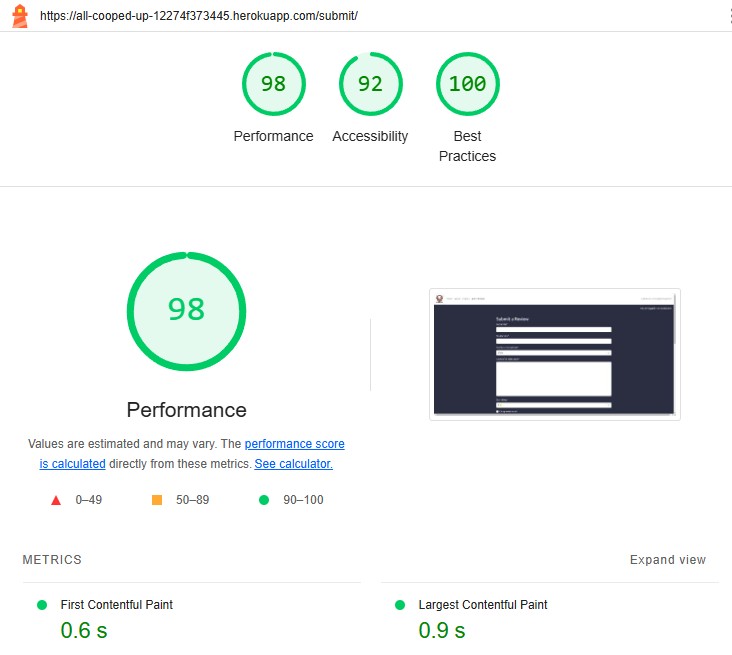 https://all-cooped-up-12274f373445.herokuapp.com/submit/
98 92 100
Performance Accessibility Best
Practices
98
Submit a Review
Performance
Values are estimated and may vary. The performance score
is calculated directly from these metrics. See calculator.
0–49 50–89 90–100
METRICS Expand view
First Contentful Paint Largest Contentful Paint
0.6 s 0.9 s